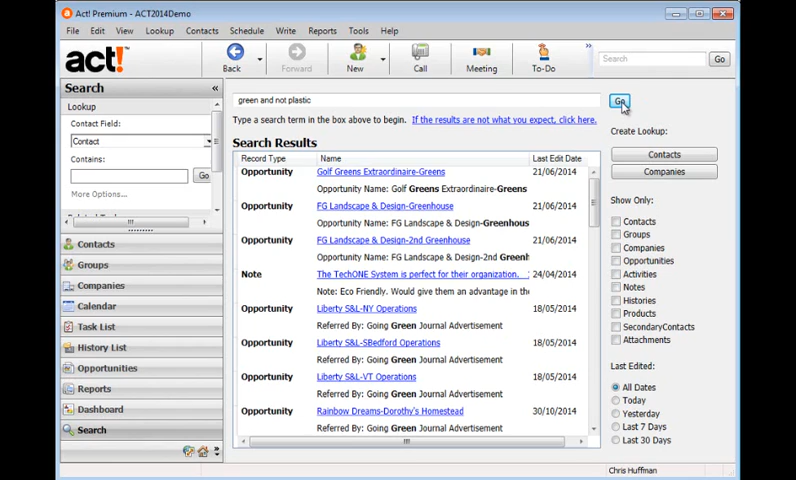 Act! Premium - ACT2014Demo
File Edit View Lookup Contacts Schedule Write Reports Tools Help
act!™
Back Forward New Call Meeting To-Do » Search Go
Search «
Lookup
Contact Field:
Contact
Contains:
Go
More Options...
Contacts
Groups
Companies
Calendar
Task List
History List
Opportunities
Reports
Dashboard
Search
green and not plastic Go
Type a search term in the box above to begin. If the results are not what you expect, click here.
Search Results
Record Type Name Last Edit Date
Opportunity Golf Greens Extraordinaire-Greens 21/06/2014
Opportunity Name: Golf Greens Extraordinaire-Greens
Opportunity FG Landscape & Design-Greenhouse 21/06/2014
Opportunity Name: FG Landscape & Design-Greenhous
Opportunity FG Landscape & Design-2nd Greenhouse 21/06/2014
Opportunity Name: FG Landscape & Design-2nd Green
Note The TechONE System is perfect for their organization. 24/04/2014
Note: Eco Friendly. Would give them an advantage in the
Opportunity Liberty S&L-NY Operations 18/05/2014
Referred By: Going Green Journal Advertisement
Opportunity Liberty S&L-SBedford Operations 18/05/2014
Referred By: Going Green Journal Advertisement
Opportunity Liberty S&L-VT Operations 18/05/2014
Referred By: Going Green Journal Advertisement
Opportunity Rainbow Dreams-Dorothy's Homestead 30/10/2014
Referred By: Going Green Journal Advertisement
Create Lookup:
Contacts
Companies
Show Only:
Contacts
Groups
Companies
Opportunities
Activities
Notes
Histories
Products
SecondaryContacts
Attachments
Last Edited:
All Dates
Today
Yesterday
Last 7 Days
Last 30 Days
Chris Huffman